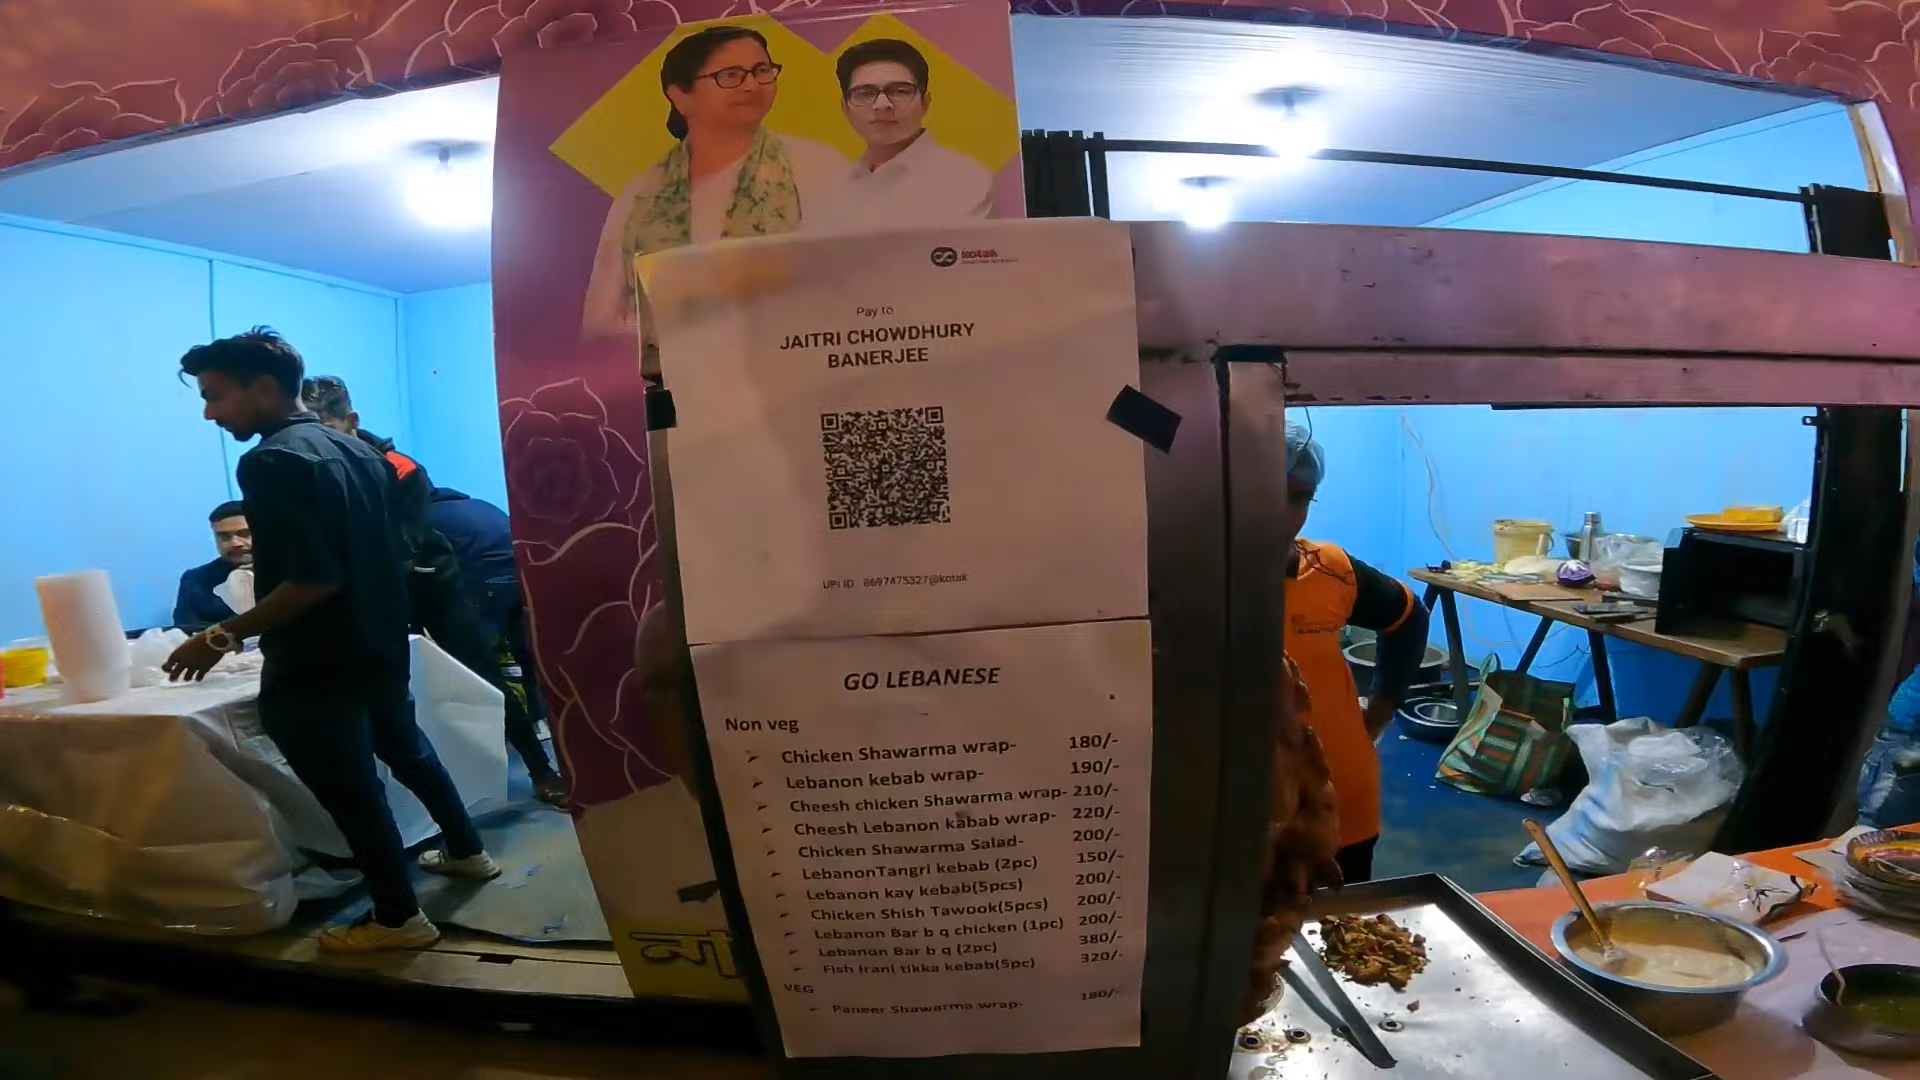 kotak
Pay to
JAITRI CHOWDHURY
BANERJEE
UPI ID : 8697475327@kotak
GO LEBANESE
Non veg
➤ Chicken Shawarma wrap- 180/-
➤ Lebanon kebab wrap- 190/-
➤ Cheesh chicken Shawarma wrap- 210/-
➤ Cheesh Lebanon kabab wrap- 220/-
➤ Chicken Shawarma Salad- 200/-
➤ LebanonTangri kebab (2pc) 150/-
➤ Lebanon kay kebab(5pcs) 200/-
➤ Chicken Shish Tawook(5pcs) 200/-
➤ Lebanon Bar b q chicken (1pc) 200/-
➤ Lebanon Bar b q (2pc) 380/-
➤ Fish Irani tikka kebab(5pc) 320/-
VEG
➤ Paneer Shawarma wrap- 180/-